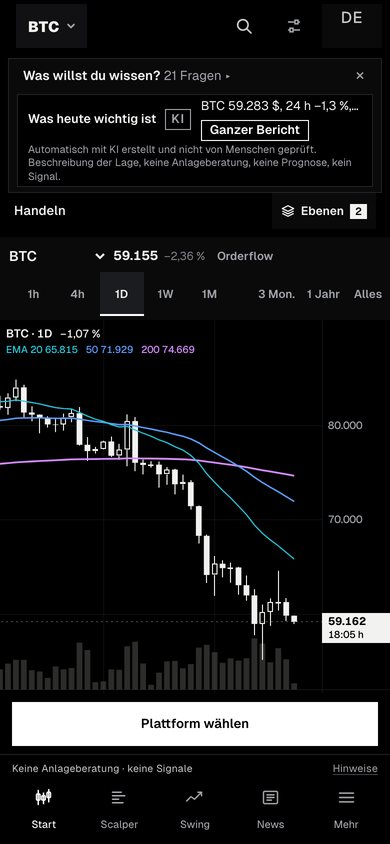 BTC
DE
Was willst du wissen? 21 Fragen ▸ ✕
Was heute wichtig ist KI BTC 59.283 $, 24 h −1,3 %,...
Ganzer Bericht
Automatisch mit KI erstellt und nicht von Menschen geprüft.
Beschreibung der Lage, keine Anlageberatung, keine Prognose, kein
Signal.
Handeln
Ebenen 2
BTC 59.155 −2,36 % Orderflow
1h 4h 1D 1W 1M 3 Mon. 1 Jahr Alles
BTC · 1D −1,07 %
EMA 20 65.815 50 71.929 200 74.669
80.000
70.000
59.162
18:05 h
Plattform wählen
Keine Anlageberatung · keine Signale Hinweise
Start Scalper Swing News Mehr